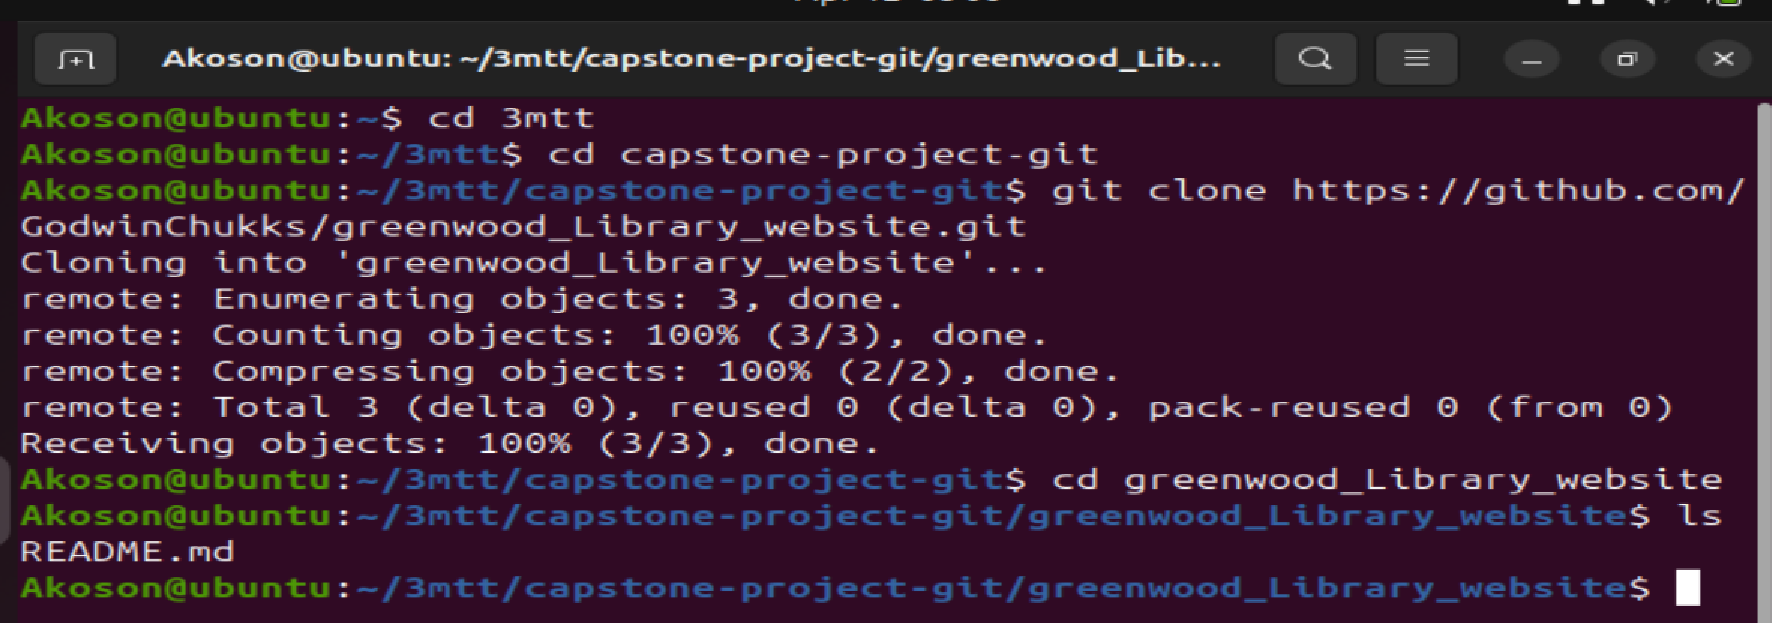 Akoson@ubuntu: ~/3mtt/capstone-project-git/greenwood_Lib...
Akoson@ubuntu:~$ cd 3mtt
Akoson@ubuntu:~/3mtt$ cd capstone-project-git
Akoson@ubuntu:~/3mtt/capstone-project-git$ git clone https://github.com/
GodwinChukks/greenwood_Library_website.git
Cloning into 'greenwood_Library_website'...
remote: Enumerating objects: 3, done.
remote: Counting objects: 100% (3/3), done.
remote: Compressing objects: 100% (2/2), done.
remote: Total 3 (delta 0), reused 0 (delta 0), pack-reused 0 (from 0)
Receiving objects: 100% (3/3), done.
Akoson@ubuntu:~/3mtt/capstone-project-git$ cd greenwood_Library_website
Akoson@ubuntu:~/3mtt/capstone-project-git/greenwood_Library_website$ ls
README.md
Akoson@ubuntu:~/3mtt/capstone-project-git/greenwood_Library_website$